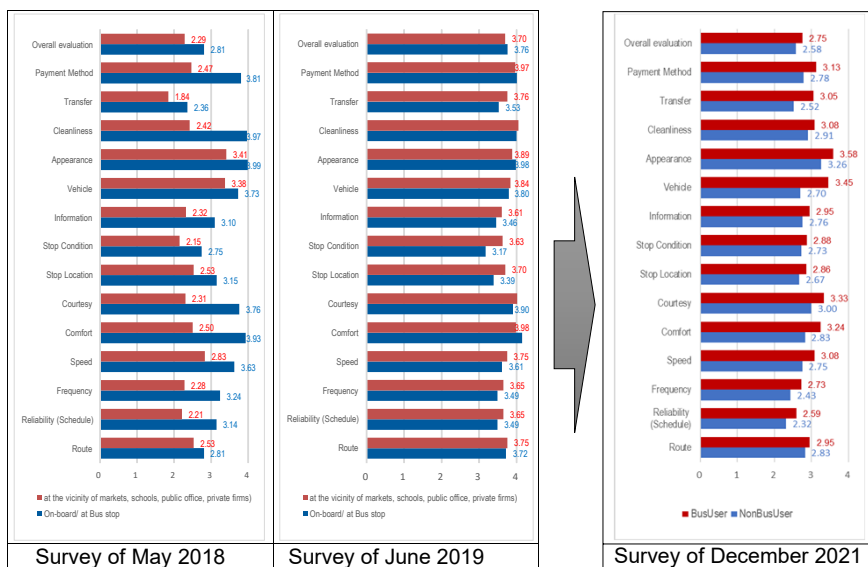 Overall evaluation 2.29 2.81
Payment Method 2.47 3.81
Transfer 1.84 2.36
Cleanliness 2.42 3.97
Appearance 3.41 3.99
Vehicle 3.38 3.73
Information 2.32 3.10
Stop Condition 2.15 2.75
Stop Location 2.53 3.15
Courtesy 2.31 3.76
Comfort 2.50 3.93
Speed 2.83 3.63
Frequency 2.28 3.24
Reliability (Schedule) 2.21 3.14
Route 2.53 2.81
0 1 2 3 4
at the vicinity of markets, schools, public office, private firms)
On-board/ at Bus stop
Survey of May 2018
Overall evaluation 3.70 3.76
Payment Method 3.97
Transfer 3.76 3.53
Cleanliness
Appearance 3.89 3.98
Vehicle 3.84 3.80
Information 3.61 3.46
Stop Condition 3.63 3.17
Stop Location 3.70 3.39
Courtesy 3.90
Comfort 3.98
Speed 3.75 3.61
Frequency 3.65 3.49
Reliability (Schedule) 3.65 3.49
Route 3.75 3.72
0 1 2 3 4
at the vicinity of markets, schools, public office, private firms)
On-board/ at Bus stop
Survey of June 2019
Overall evaluation 2.75 2.58
Payment Method 3.13 2.78
Transfer 3.05 2.52
Cleanliness 3.08 2.91
Appearance 3.58 3.26
Vehicle 3.45 2.70
Information 2.95 2.76
Stop Condition 2.88 2.73
Stop Location 2.86 2.67
Courtesy 3.33 3.00
Comfort 3.24 2.83
Speed 3.08 2.75
Frequency 2.73 2.43
Reliability
(Schedule) 2.59 2.32
Route 2.95 2.83
0 1 2 3 4
BusUser NonBusUser
Survey of December 2021